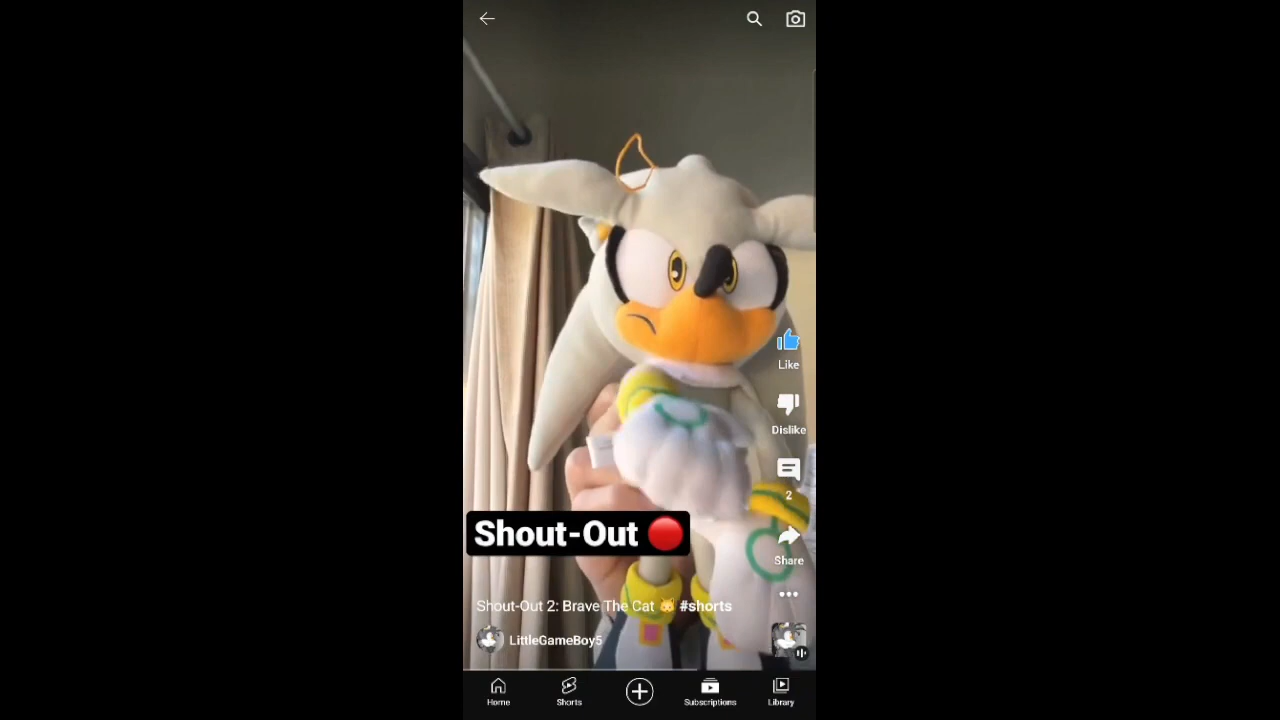 Like
Dislike
2
Shout-Out 🔴
Share
Shout-Out 2: Brave The Cat 🐱 #shorts
LittleGameBoy5
Home
Shorts
Subscriptions
Library